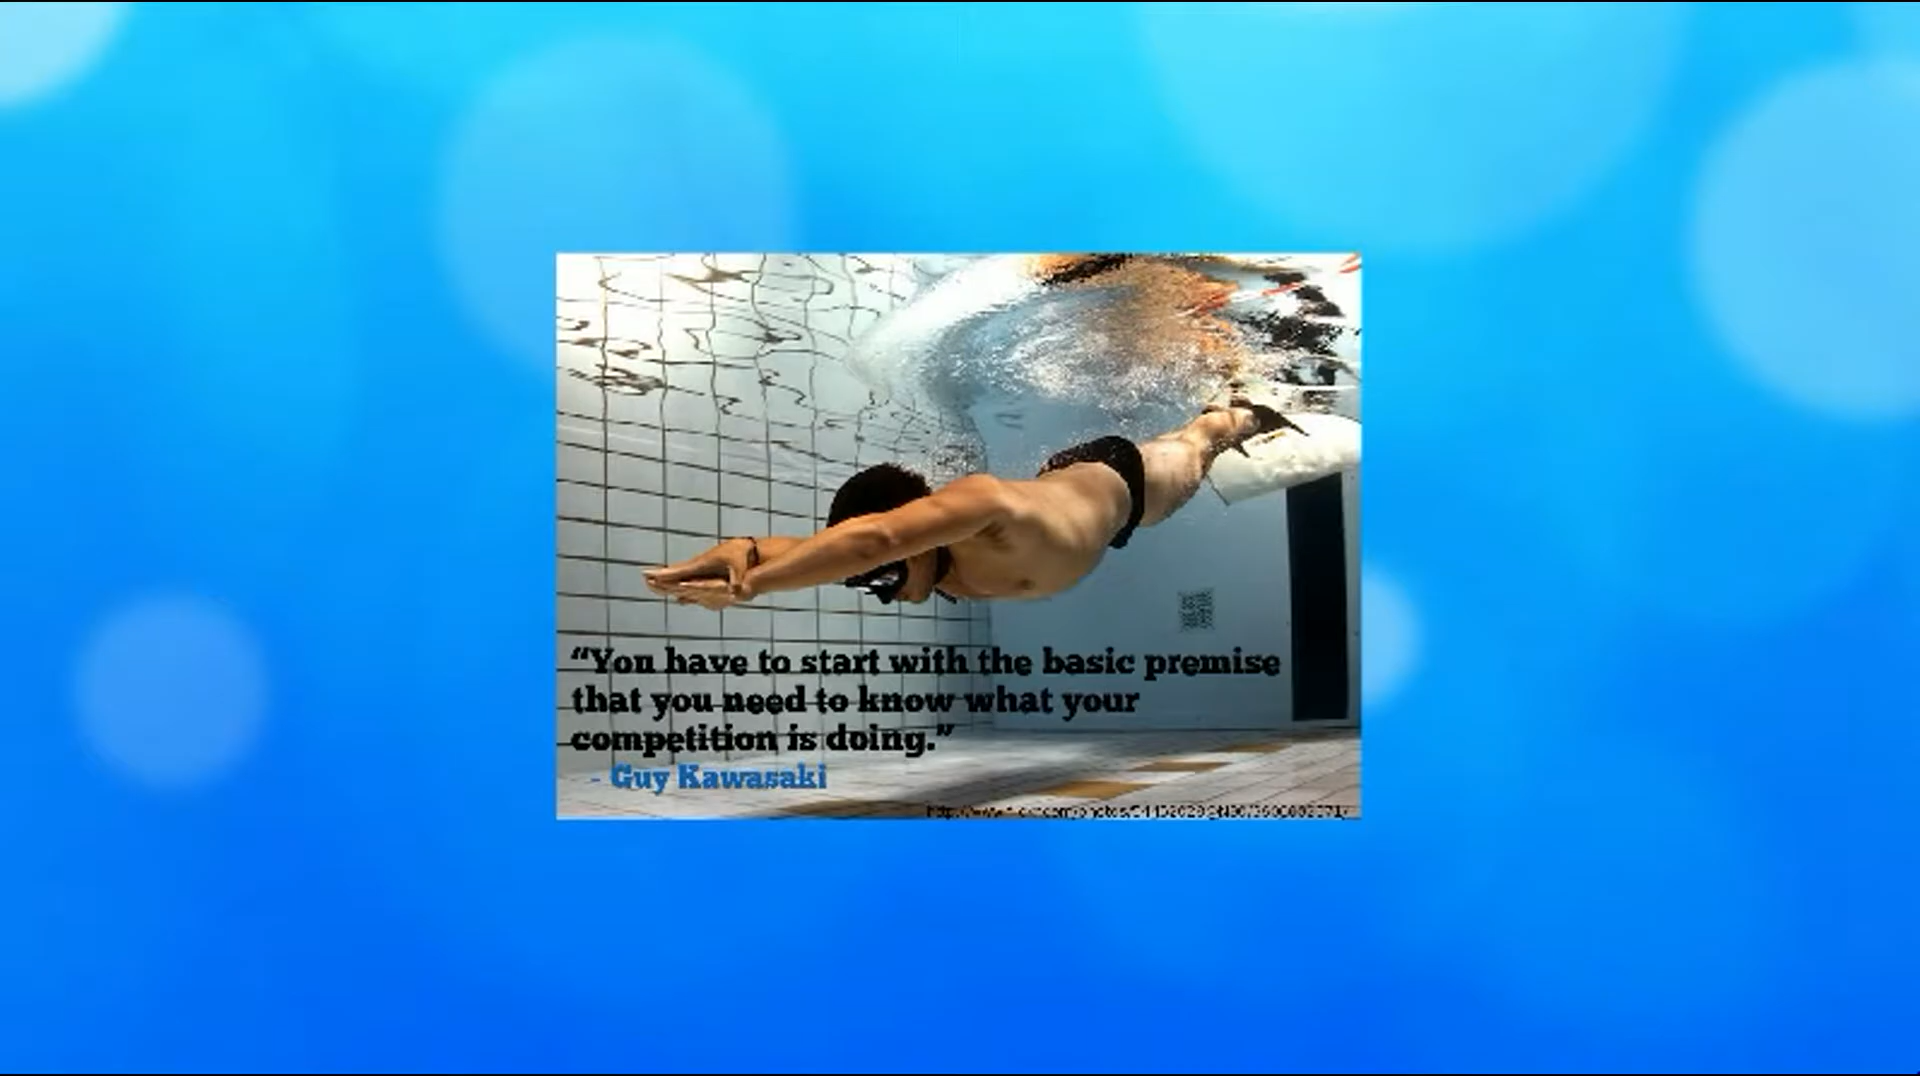 “You have to start with the basic premise
that you need to know what your
competition is doing.”
- Guy Kawasaki